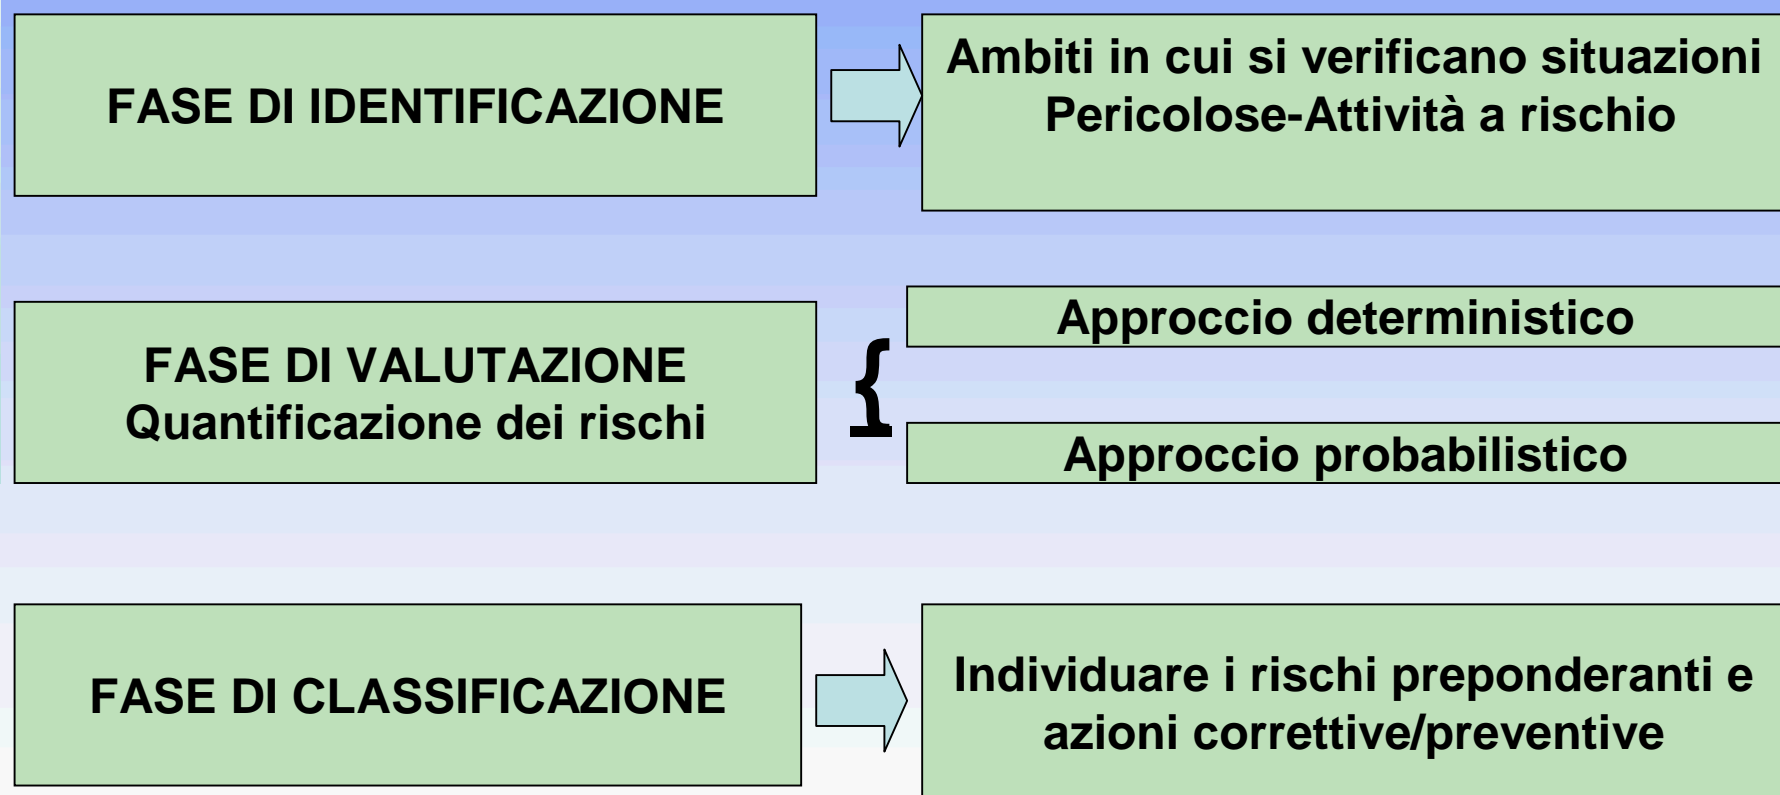 FASE DI IDENTIFICAZIONE
Ambiti in cui si verificano situazioni
Pericolose-Attività a rischio
FASE DI VALUTAZIONE
Quantificazione dei rischi
{
Approccio deterministico
Approccio probabilistico
FASE DI CLASSIFICAZIONE
Individuare i rischi preponderanti e
azioni correttive/preventive